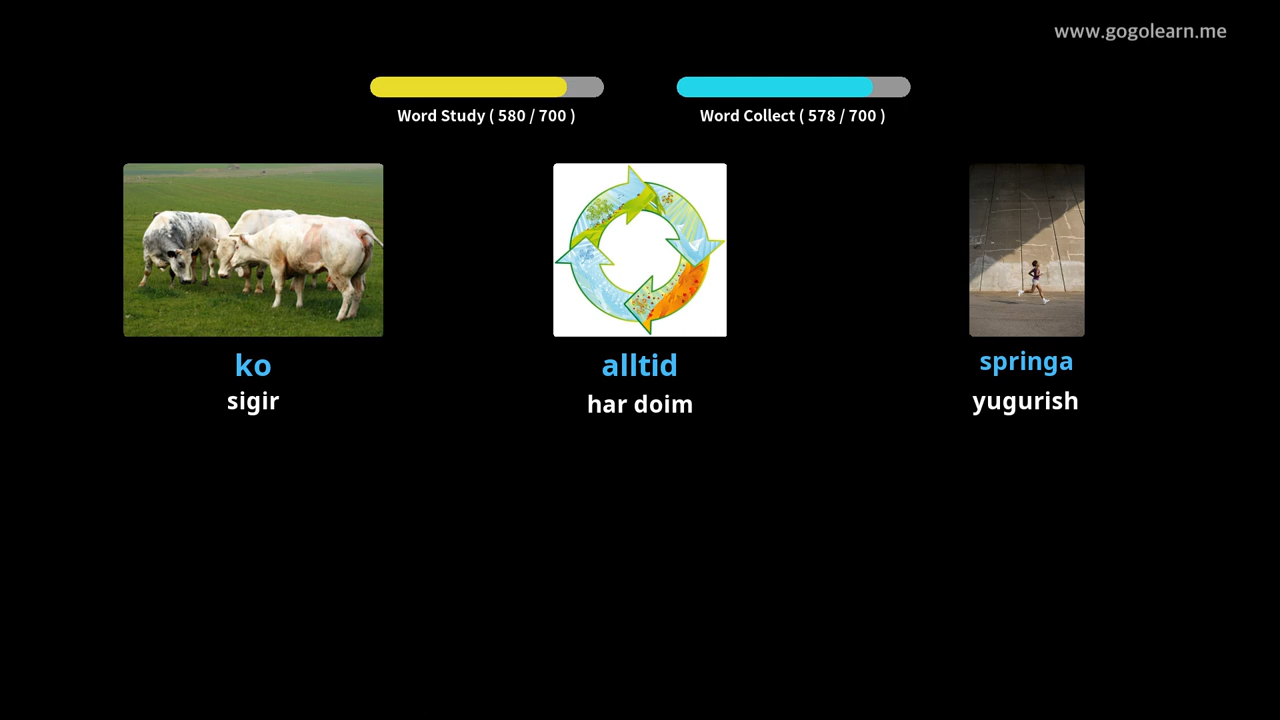 www.gogolearn.me
Word Study ( 580 / 700 )
Word Collect ( 578 / 700 )
ko
sigir
alltid
har doim
springa
yugurish